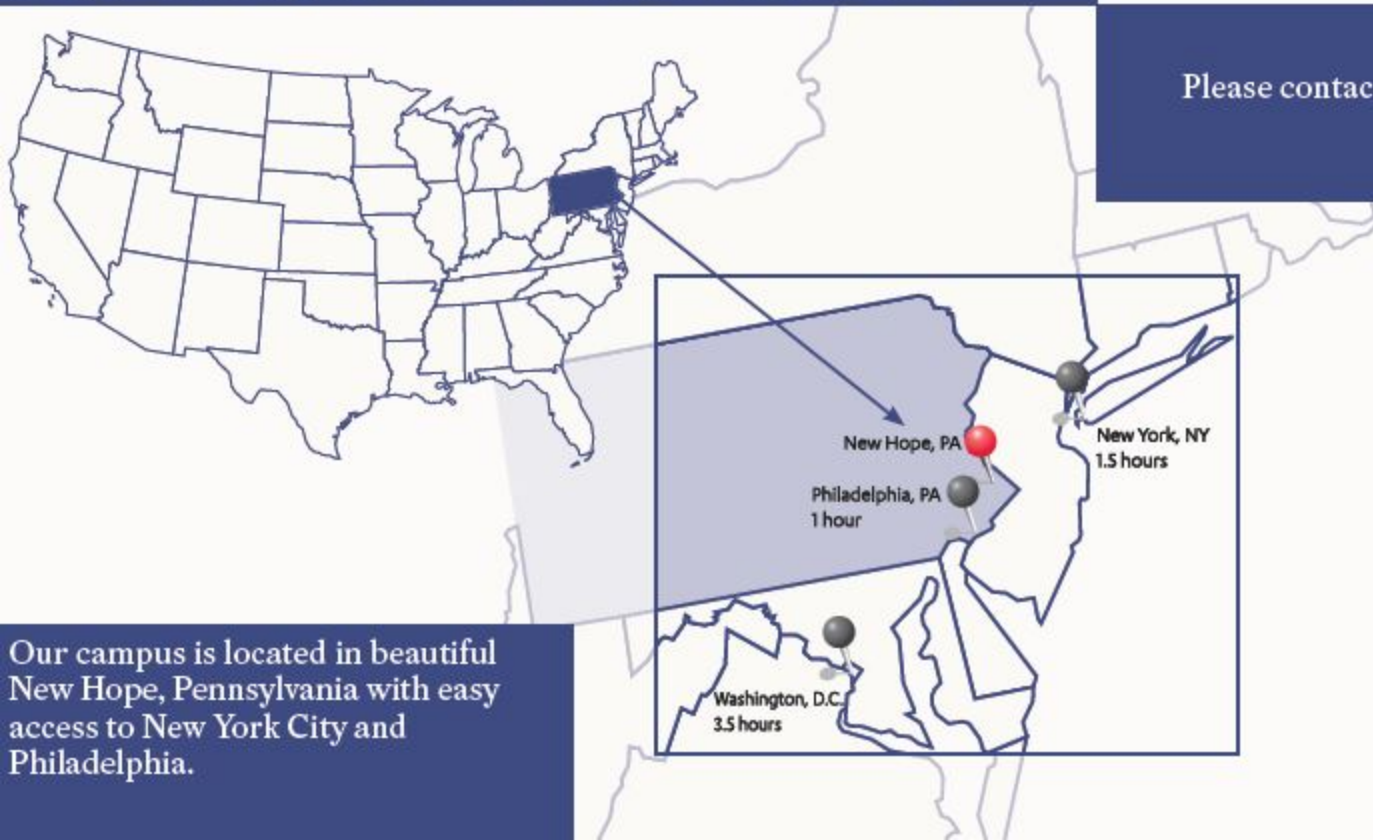 Please contac
New Hope, PA
New York, NY
1.5 hours
Philadelphia, PA
1 hour
Washington, D.C.
3.5 hours
Our campus is located in beautiful
New Hope, Pennsylvania with easy
access to New York City and
Philadelphia.